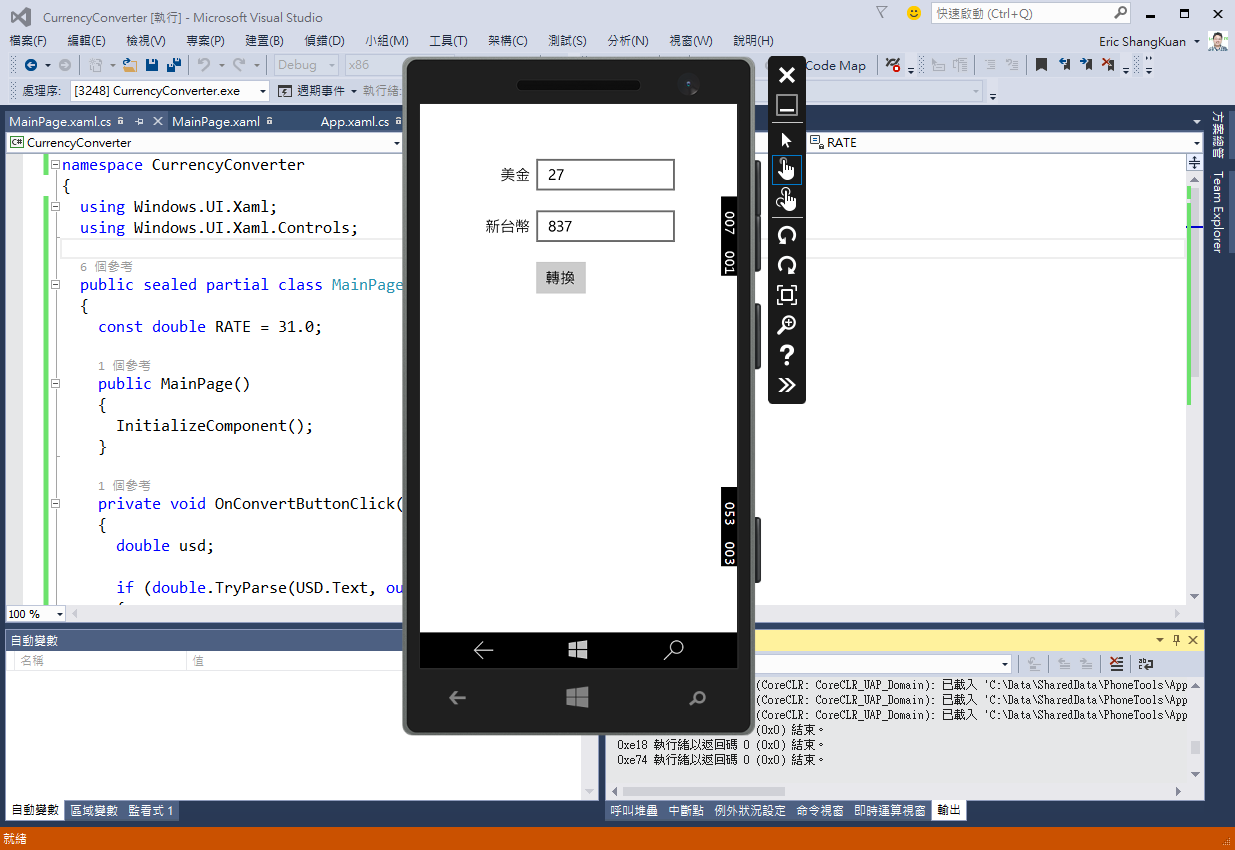 CurrencyConverter [執行] - Microsoft Visual Studio
快速啟動 (Ctrl+Q)
檔案(F) 編輯(E) 檢視(V) 專案(P) 建置(B) 偵錯(D) 小組(M) 工具(T) 架構(C) 測試(S) 分析(N) 視窗(W) 說明(H)
Eric ShangKuan
Debug x86 Code Map
處理序: [3248] CurrencyConverter.exe 週期事件 執行緒:
MainPage.xaml.cs MainPage.xaml App.xaml.cs
CurrencyConverter
RATE
namespace CurrencyConverter
{
using Windows.UI.Xaml;
using Windows.UI.Xaml.Controls;
6 個參考
public sealed partial class MainPage
{
const double RATE = 31.0;
1 個參考
public MainPage()
{
InitializeComponent();
}
1 個參考
private void OnConvertButtonClick(
{
double usd;
if (double.TryParse(USD.Text, ou
{
100 %
美金 27
新台幣 837
轉換
007 001
053 003
方案總管
Team Explorer
自動變數
名稱 值
自動變數 區域變數 監看式 1
(CoreCLR: CoreCLR_UAP_Domain): 已載入 'C:\Data\SharedData\PhoneTools\App
(CoreCLR: CoreCLR_UAP_Domain): 已載入 'C:\Data\SharedData\PhoneTools\App
(CoreCLR: CoreCLR_UAP_Domain): 已載入 'C:\Data\SharedData\PhoneTools\App
(0x0) 結束。
0xe18 執行緒以返回碼 0 (0x0) 結束。
0xe74 執行緒以返回碼 0 (0x0) 結束。
呼叫堆疊 中斷點 例外狀況設定 命令視窗 即時運算視窗 輸出
就緒